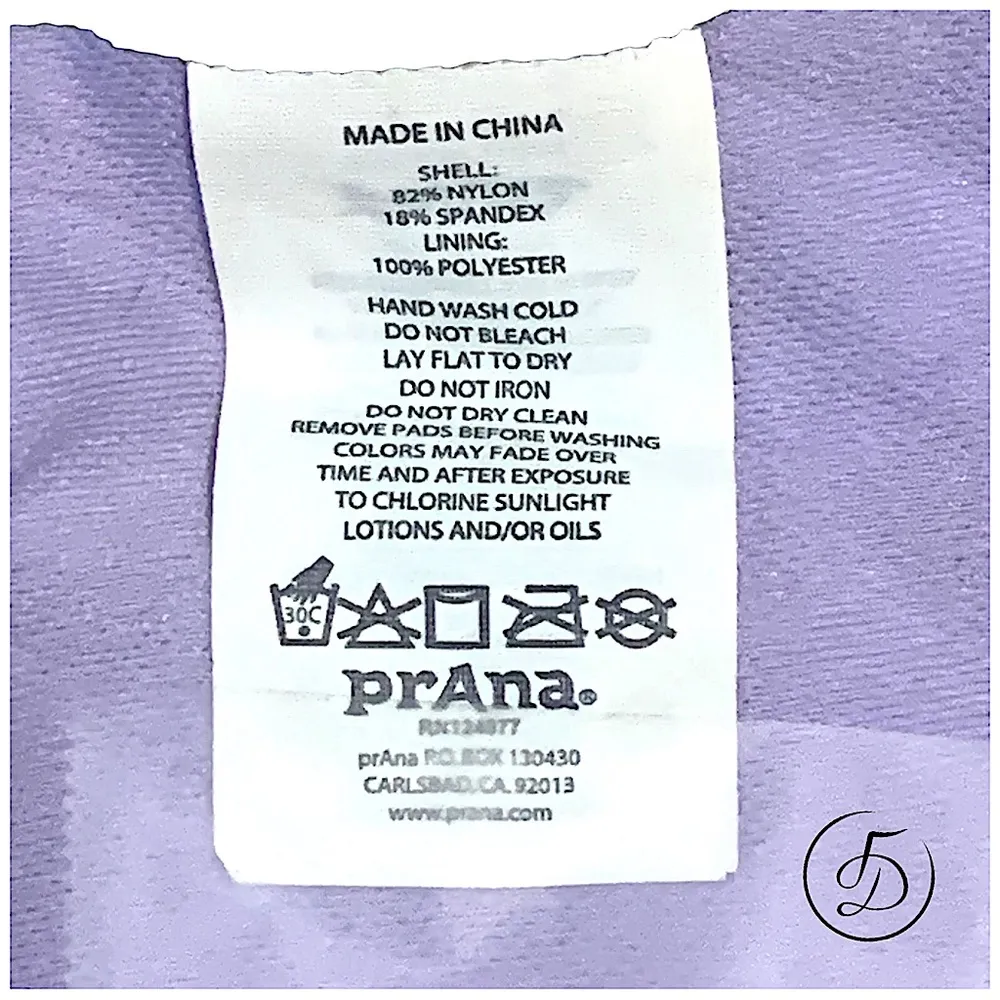 MADE IN CHINA
SHELL:
82% NYLON
18% SPANDEX
LINING:
100% POLYESTER
HAND WASH COLD
DO NOT BLEACH
LAY FLAT TO DRY
DO NOT IRON
DO NOT DRY CLEAN
REMOVE PADS BEFORE WASHING
COLORS MAY FADE OVER
TIME AND AFTER EXPOSURE
TO CHLORINE SUNLIGHT
LOTIONS AND/OR OILS
30C
prAna®
prAna P.O. BOX 130430
CARLSBAD, CA. 92013
www.prana.com